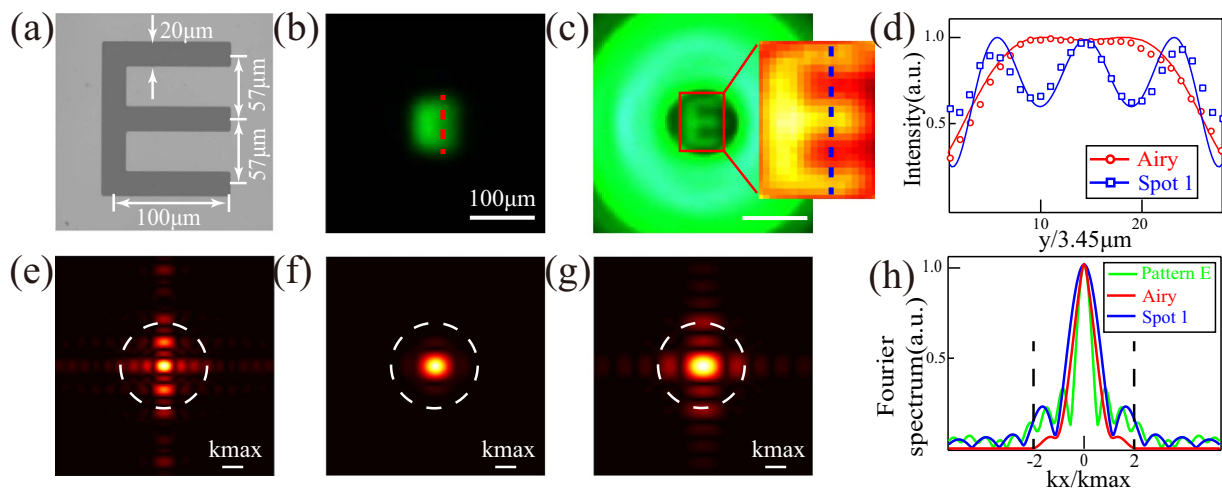 (a)
20μm
57μm
57μm
100μm
(b)
100μm
(c)
(d)
Intensity(a.u.)
1.0
0.5
Airy
Spot 1
10
20
y/3.45μm
(e)
kmax
(f)
kmax
(g)
kmax
(h)
Fourier
spectrum(a.u.)
1.0
0.5
Pattern E
Airy
Spot 1
-2
0
2
kx/kmax